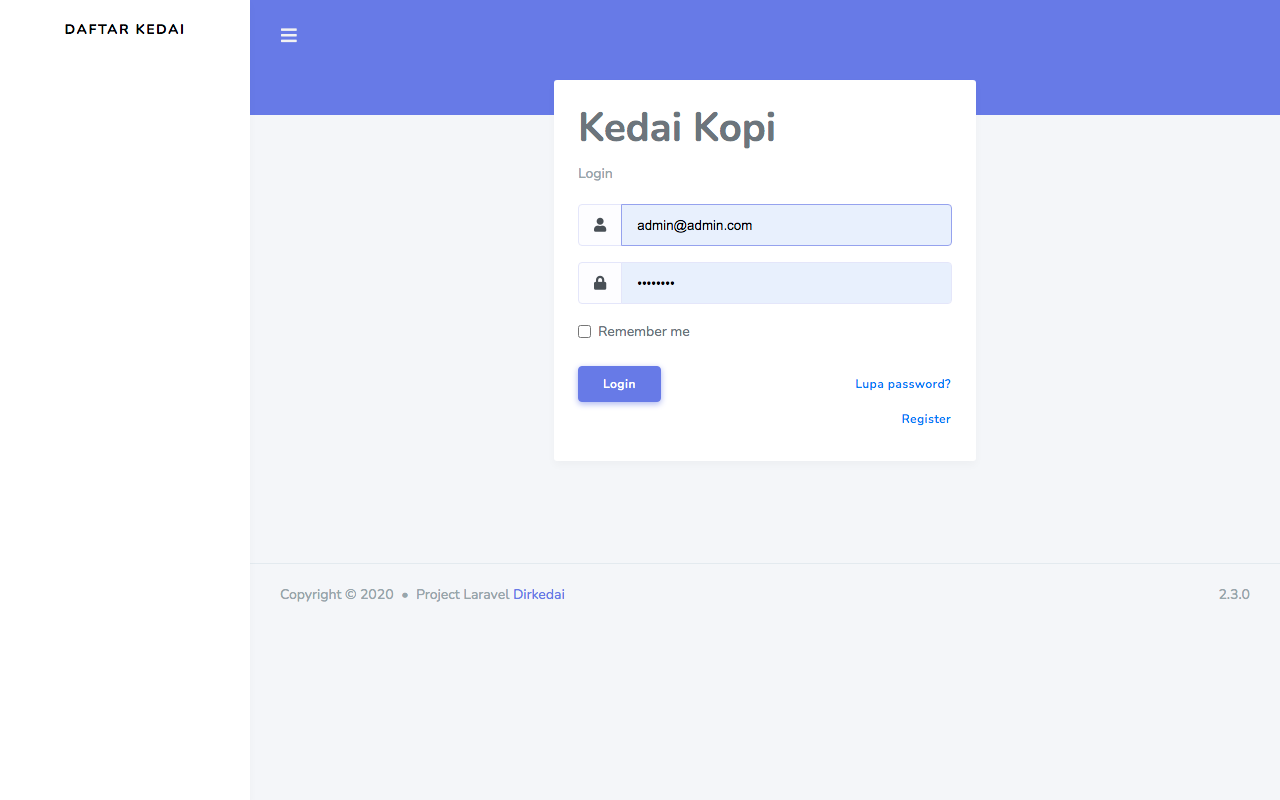 DAFTAR KEDAI
Kedai Kopi
Login
admin@admin.com
••••••••
Remember me
Login
Lupa password?
Register
Copyright © 2020 • Project Laravel Dirkedai
2.3.0